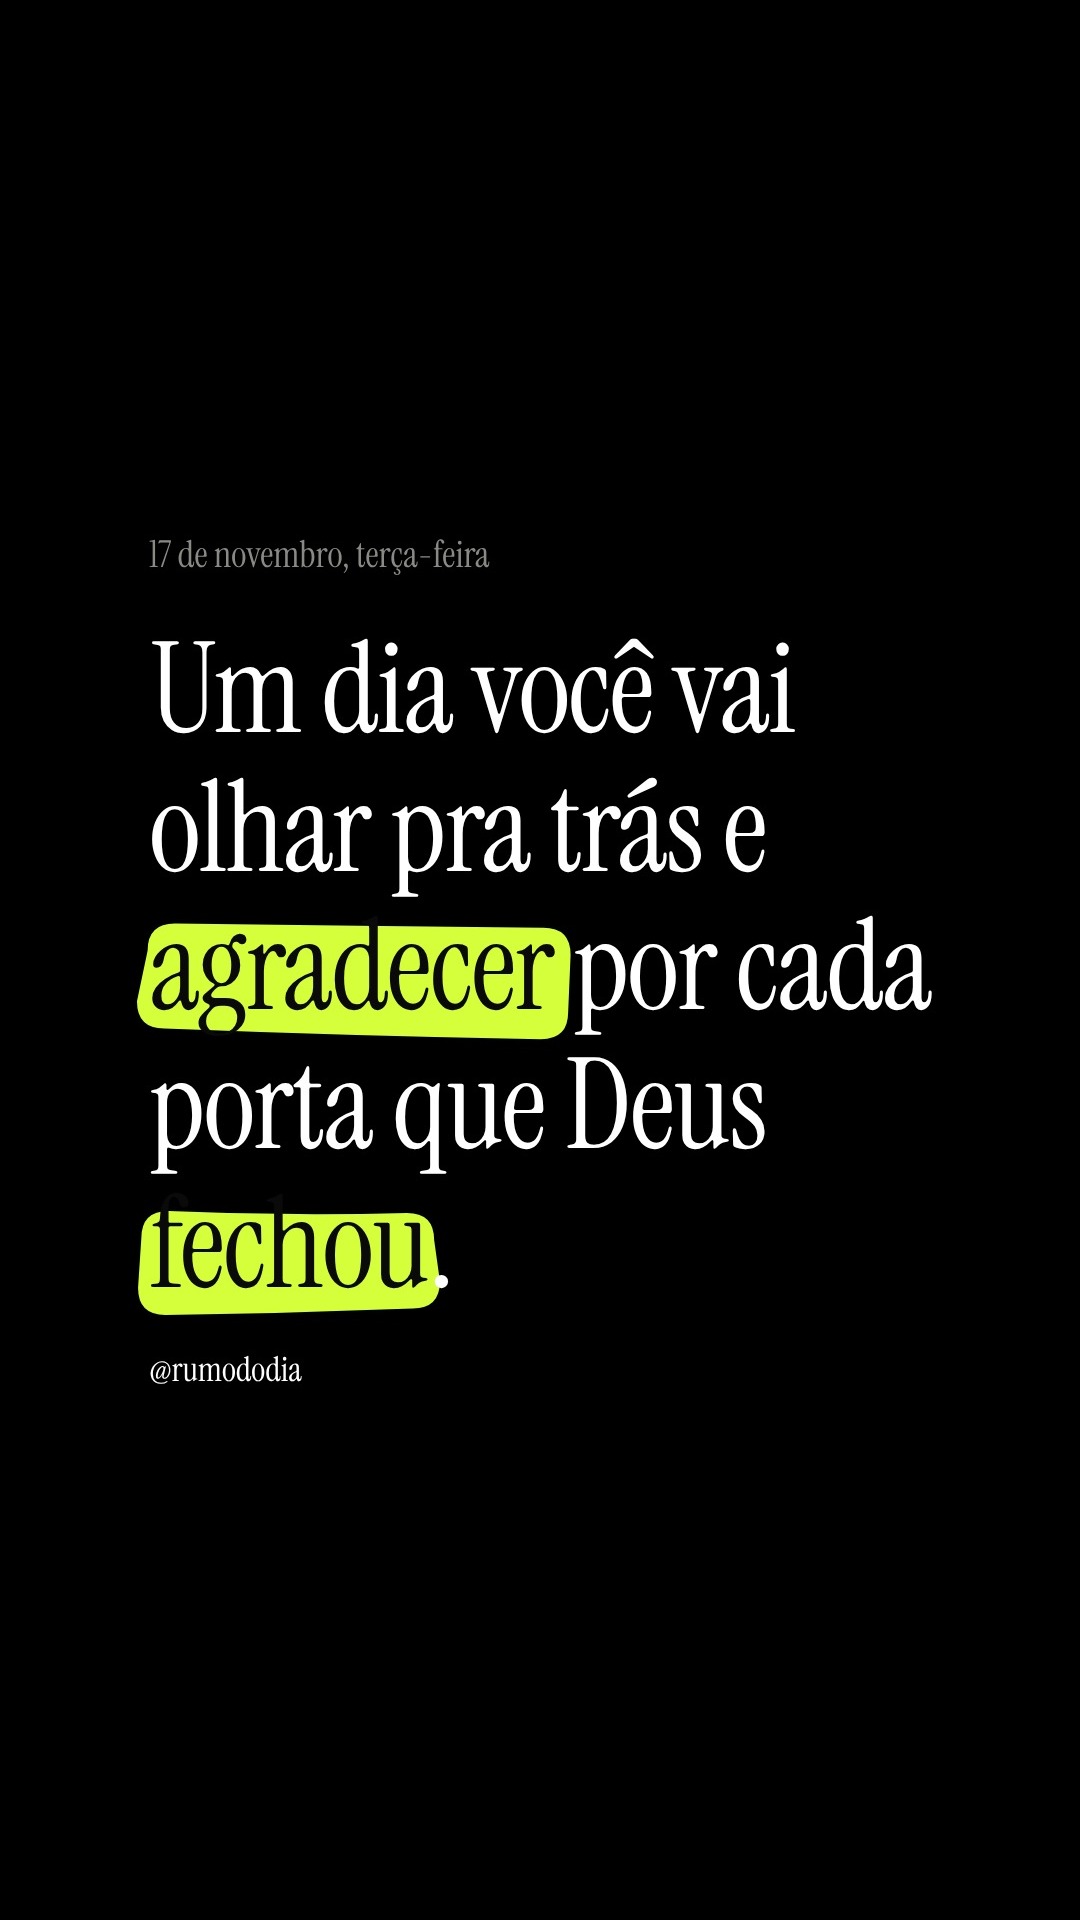 17 de novembro, terça-feira
Um dia você vai
olhar pra trás e
agradecer por cada
porta que Deus
fechou.
@rumododia